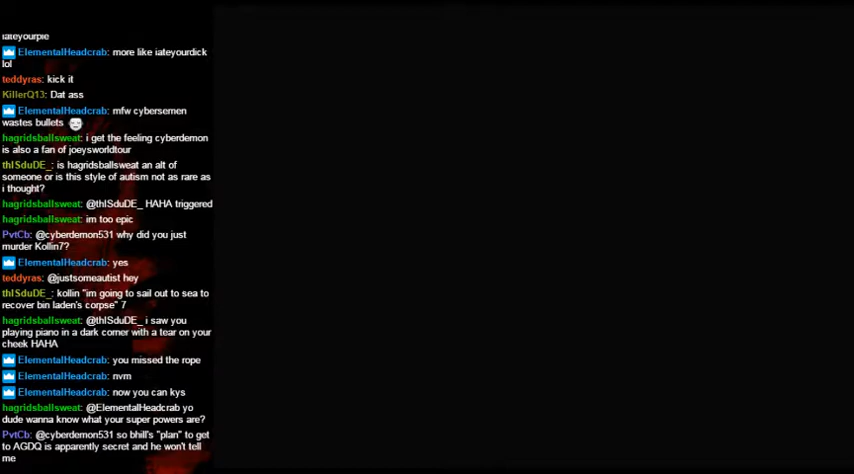 iateyourpie
ElementalHeadcrab: more like iateyourdick
lol
teddyras: kick it
KillerQ13: Dat ass
ElementalHeadcrab: mfw cybersemen
wastes bullets
hagridsballsweat: i get the feeling cyberdemon
is also a fan of joeysworldtour
thISduDE_: is hagridsballsweat an alt of
someone or is this style of autism not as rare as
i thought?
hagridsballsweat: @thISduDE_ HAHA triggered
hagridsballsweat: im too epic
PvtCb: @cyberdemon531 why did you just
murder Kollin7?
ElementalHeadcrab: yes
teddyras: @justsomeautist hey
thISduDE_: kollin "im going to sail out to sea to
recover bin laden's corpse" 7
hagridsballsweat: @thISduDE_ i saw you
playing piano in a dark corner with a tear on your
cheek HAHA
ElementalHeadcrab: you missed the rope
ElementalHeadcrab: nvm
ElementalHeadcrab: now you can kys
hagridsballsweat: @ElementalHeadcrab yo
dude wanna know what your super powers are?
PvtCb: @cyberdemon531 so bhill's "plan" to get
to AGDQ is apparently secret and he won't tell
me